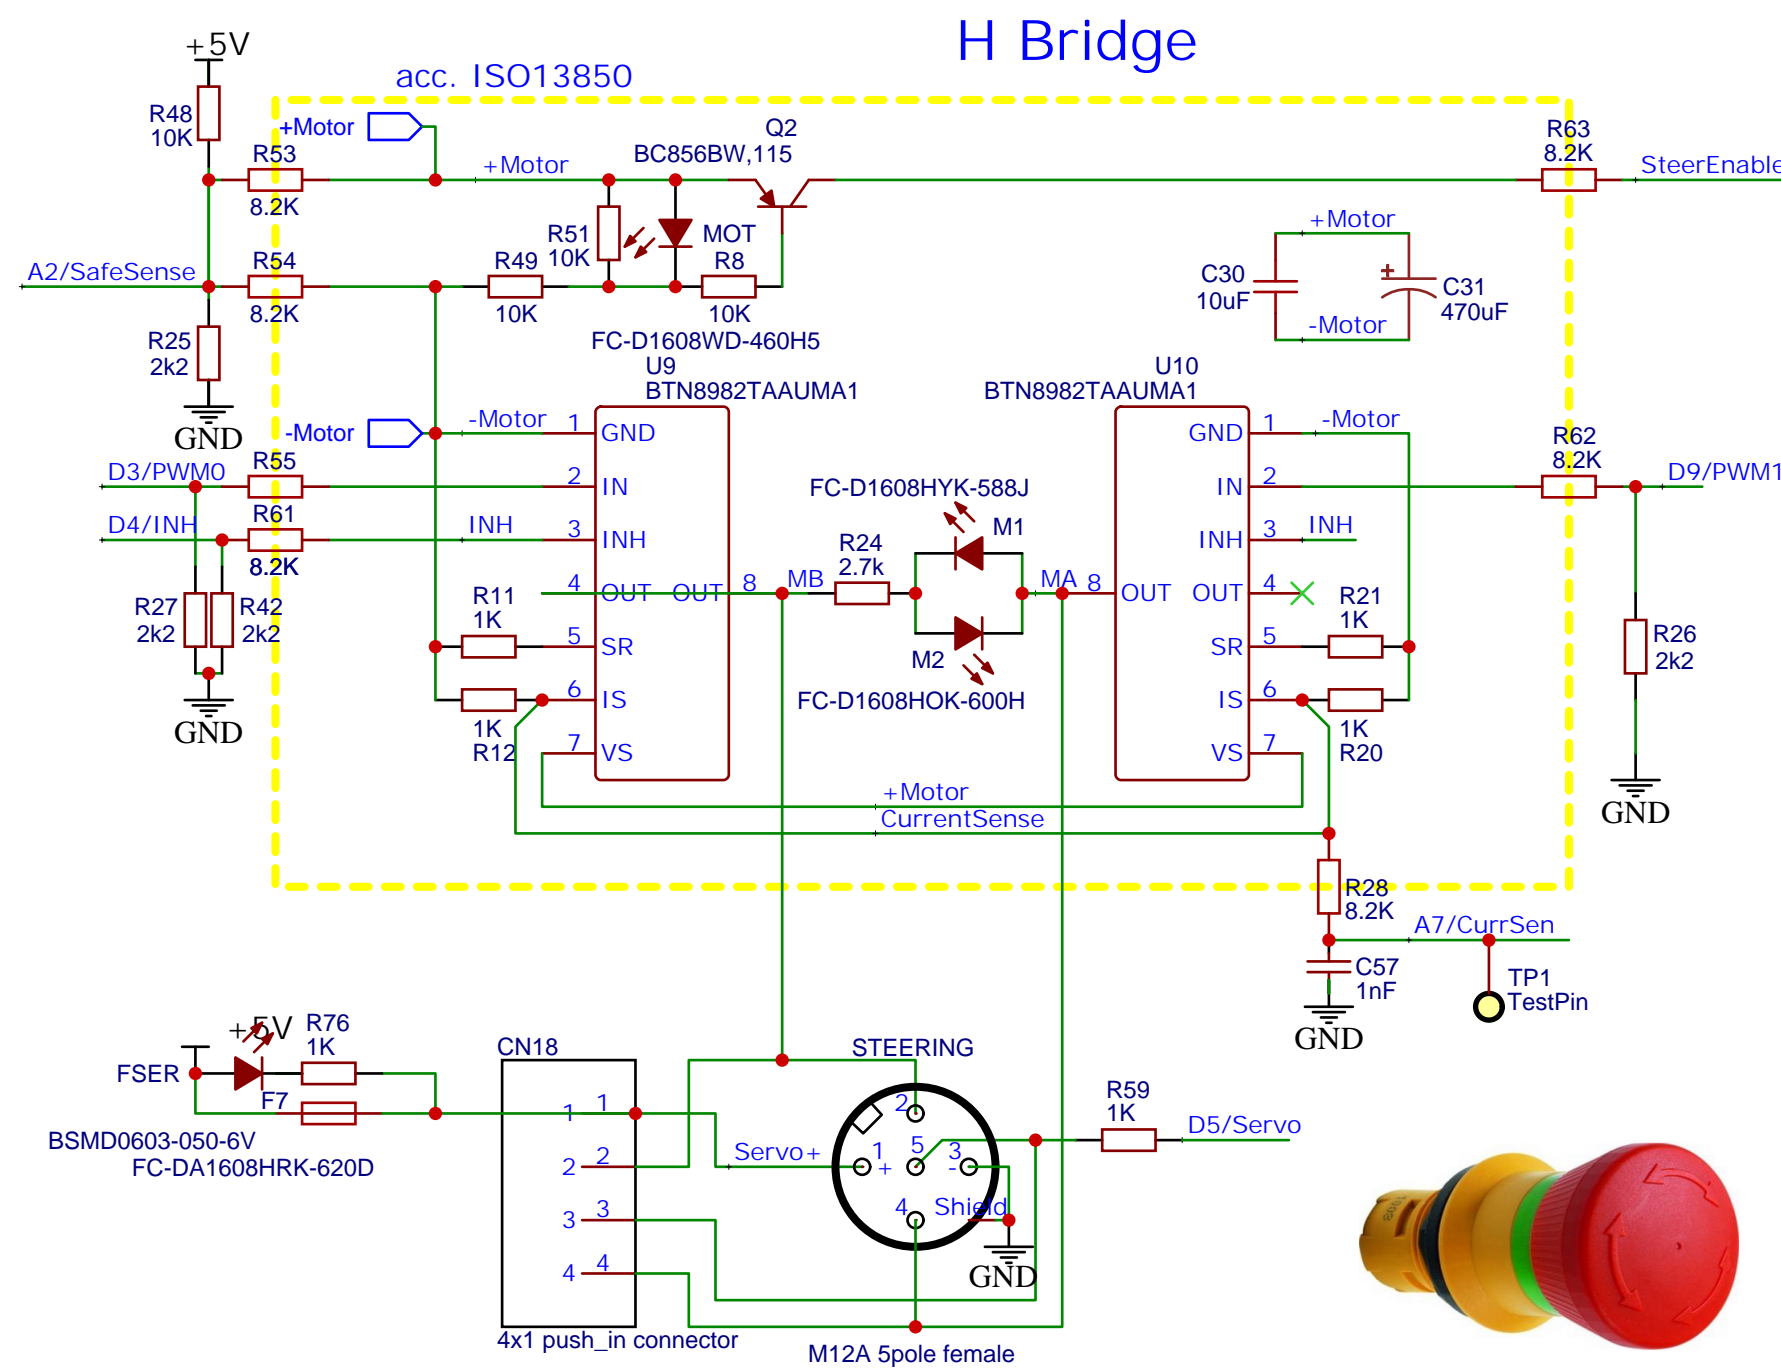 H Bridge
+5V
acc. ISO13850
R48
10K
+Motor
Q2
BC856BW,115
R63
8.2K
R53
8.2K
+Motor
SteerEnable
R51
10K
MOT
+Motor
A2/SafeSense
R54
8.2K
R49
10K
R8
10K
C30
10uF
+
C31
470uF
-Motor
R25
2k2
GND
FC-D1608WD-460H5
U9
BTN8982TAAUMA1
U10
BTN8982TAAUMA1
-Motor
-Motor
1
GND
GND
1
-Motor
R62
8.2K
D3/PWM0
R55
2
IN
IN
2
D9/PWM1
D4/INH
R61
8.2K
INH
3
INH
INH
3
INH
FC-D1608HYK-588J
M1
R24
2.7k
4
OUT
OUT
8
MB
MA
8
OUT
OUT
4
R27
2k2
R42
2k2
R11
1K
5
SR
SR
5
R21
1K
M2
FC-D1608HOK-600H
R26
2k2
GND
6
IS
IS
6
1K
R12
1K
R20
7
VS
VS
7
+Motor
CurrentSense
GND
R28
8.2K
A7/CurrSen
C57
1nF
TP1
TestPin
GND
+5V
R76
1K
FSER
F7
BSMD0603-050-6V
FC-DA1608HRK-620D
CN18
1
1
2
2
3
3
4
4
4x1 push_in connector
STEERING
2
Servo+
1
+
5
3
-
4
Shield
GND
M12A 5pole female
R59
1K
D5/Servo